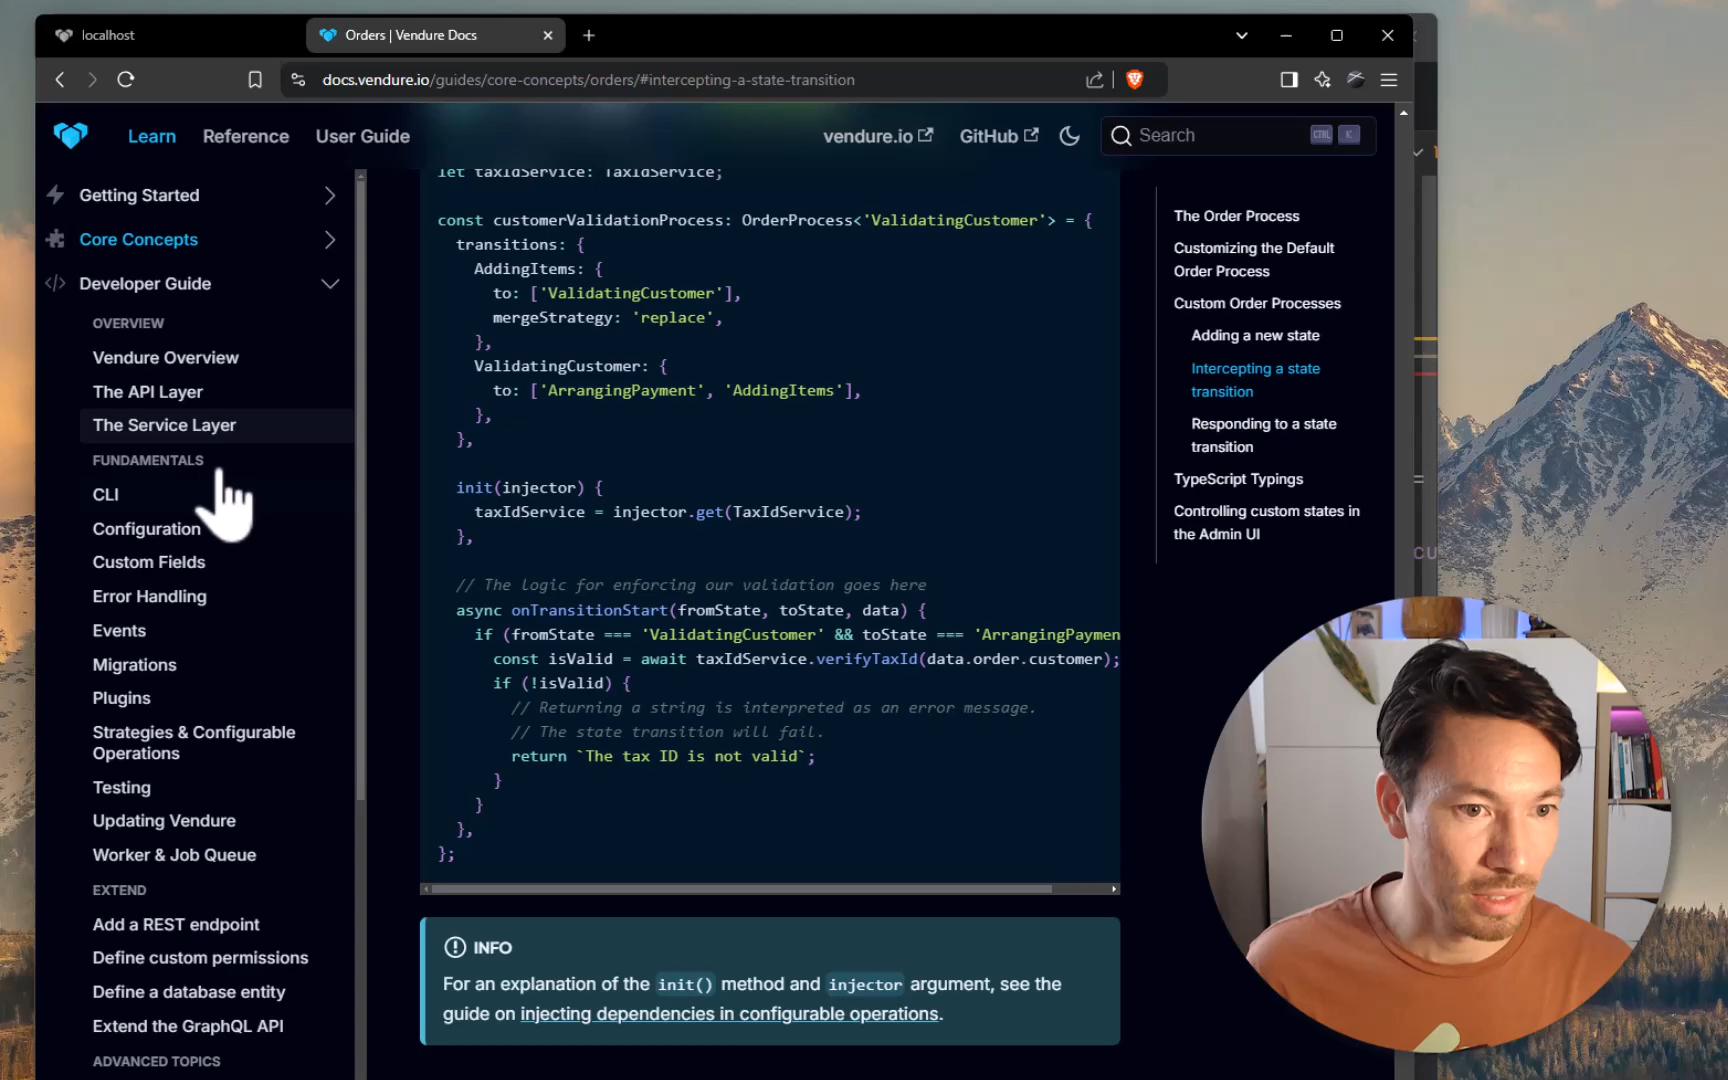 localhost
Orders | Vendure Docs
docs.vendure.io/guides/core-concepts/orders/#intercepting-a-state-transition
Learn
Reference
User Guide
vendure.io
GitHub
Search
CTRL K
Getting Started
Core Concepts
Developer Guide
OVERVIEW
Vendure Overview
The API Layer
The Service Layer
FUNDAMENTALS
CLI
Configuration
Custom Fields
Error Handling
Events
Migrations
Plugins
Strategies & Configurable
Operations
Testing
Updating Vendure
Worker & Job Queue
EXTEND
Add a REST endpoint
Define custom permissions
Define a database entity
Extend the GraphQL API
ADVANCED TOPICS
let taxIdService: TaxIdService;
const customerValidationProcess: OrderProcess<'ValidatingCustomer'> = {
transitions: {
AddingItems: {
to: ['ValidatingCustomer'],
mergeStrategy: 'replace',
},
ValidatingCustomer: {
to: ['ArrangingPayment', 'AddingItems'],
},
},
init(injector) {
taxIdService = injector.get(TaxIdService);
},
// The logic for enforcing our validation goes here
async onTransitionStart(fromState, toState, data) {
if (fromState === 'ValidatingCustomer' && toState === 'ArrangingPaymen
const isValid = await taxIdService.verifyTaxId(data.order.customer);
if (!isValid) {
// Returning a string is interpreted as an error message.
// The state transition will fail.
return `The tax ID is not valid`;
}
}
},
};
INFO
For an explanation of the init() method and injector argument, see the
guide on injecting dependencies in configurable operations.
The Order Process
Customizing the Default
Order Process
Custom Order Processes
Adding a new state
Intercepting a state
transition
Responding to a state
transition
TypeScript Typings
Controlling custom states in
the Admin UI
=
CU